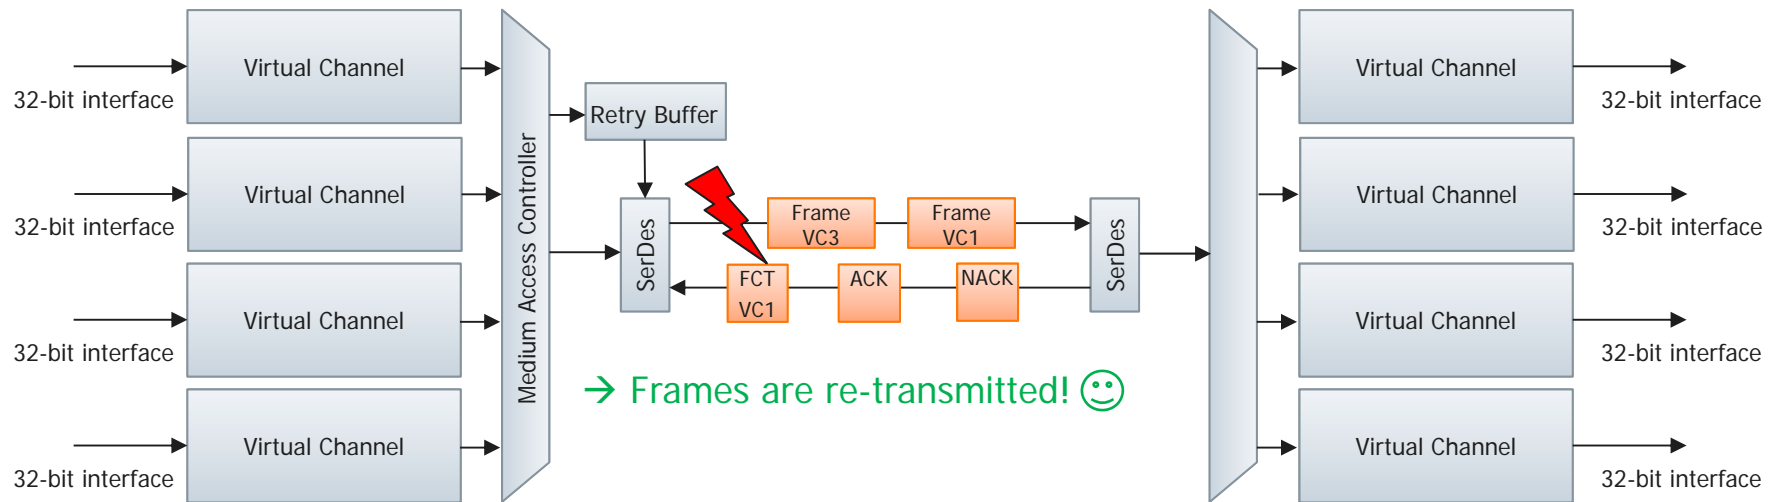 Virtual Channel
32-bit interface
Virtual Channel
32-bit interface
Virtual Channel
32-bit interface
Virtual Channel
32-bit interface
Medium Access Controller
Retry Buffer
SerDes
Frame
VC3
Frame
VC1
FCT
VC1
ACK
NACK
SerDes
→ Frames are re-transmitted! ☺
Virtual Channel
32-bit interface
Virtual Channel
32-bit interface
Virtual Channel
32-bit interface
Virtual Channel
32-bit interface